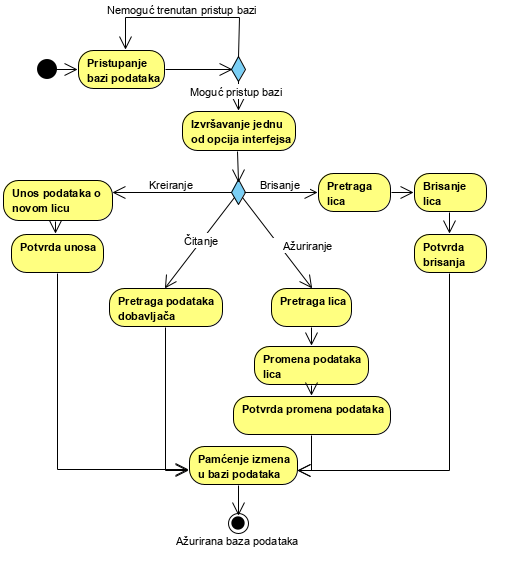 Nemoguć trenutan pristup bazi
Pristupanje
bazi podataka
Moguć pristup bazi
Izvršavanje jednu
od opcija interfejsa
Kreiranje
Brisanje
Unos podataka o
novom licu
Pretraga
lica
Brisanje
lica
Potvrda unosa
Čitanje
Ažuriranje
Potvrda
brisanja
Pretraga podataka
dobavljača
Pretraga lica
Promena podataka
lica
Potvrda promena podataka
Pamćenje izmena
u bazi podataka
Ažurirana baza podataka